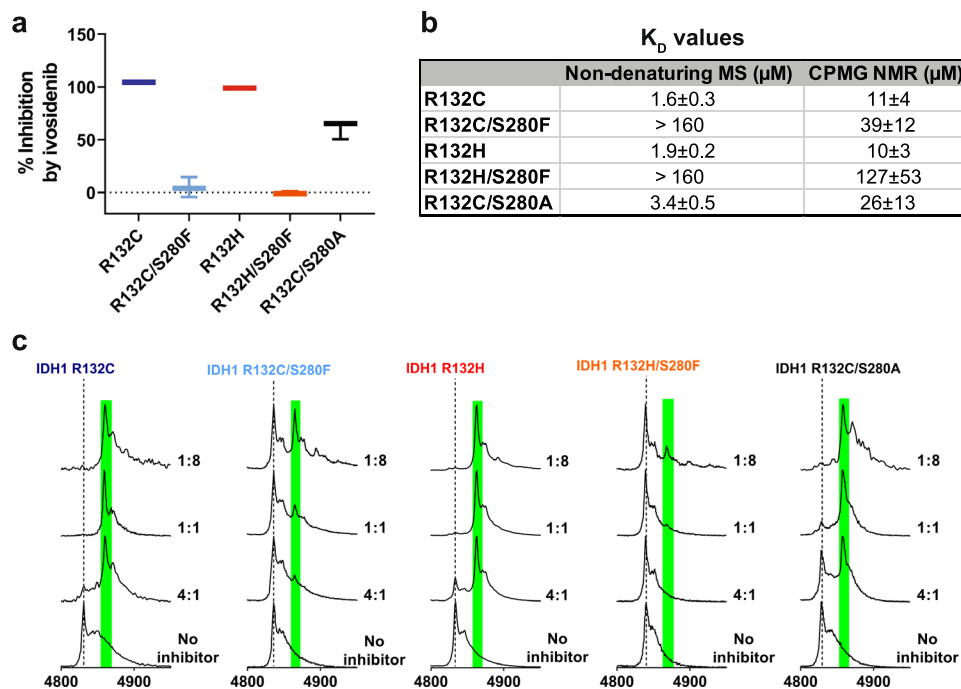 a
% Inhibition
by ivosidenib
150
100
50
0
R132C
R132C/S280F
R132H
R132H/S280F
R132C/S280A
b
K_D values
Non-denaturing MS (µM) CPMG NMR (µM)
R132C 1.6±0.3 11±4
R132C/S280F > 160 39±12
R132H 1.9±0.2 10±3
R132H/S280F > 160 127±53
R132C/S280A 3.4±0.5 26±13
c
IDH1 R132C IDH1 R132C/S280F IDH1 R132H IDH1 R132H/S280F IDH1 R132C/S280A
1:8 1:8 1:8 1:8 1:8
1:1 1:1 1:1 1:1 1:1
4:1 4:1 4:1 4:1 4:1
No No No No No
inhibitor inhibitor inhibitor inhibitor inhibitor
4800 4900 4800 4900 4800 4900 4800 4900 4800 4900